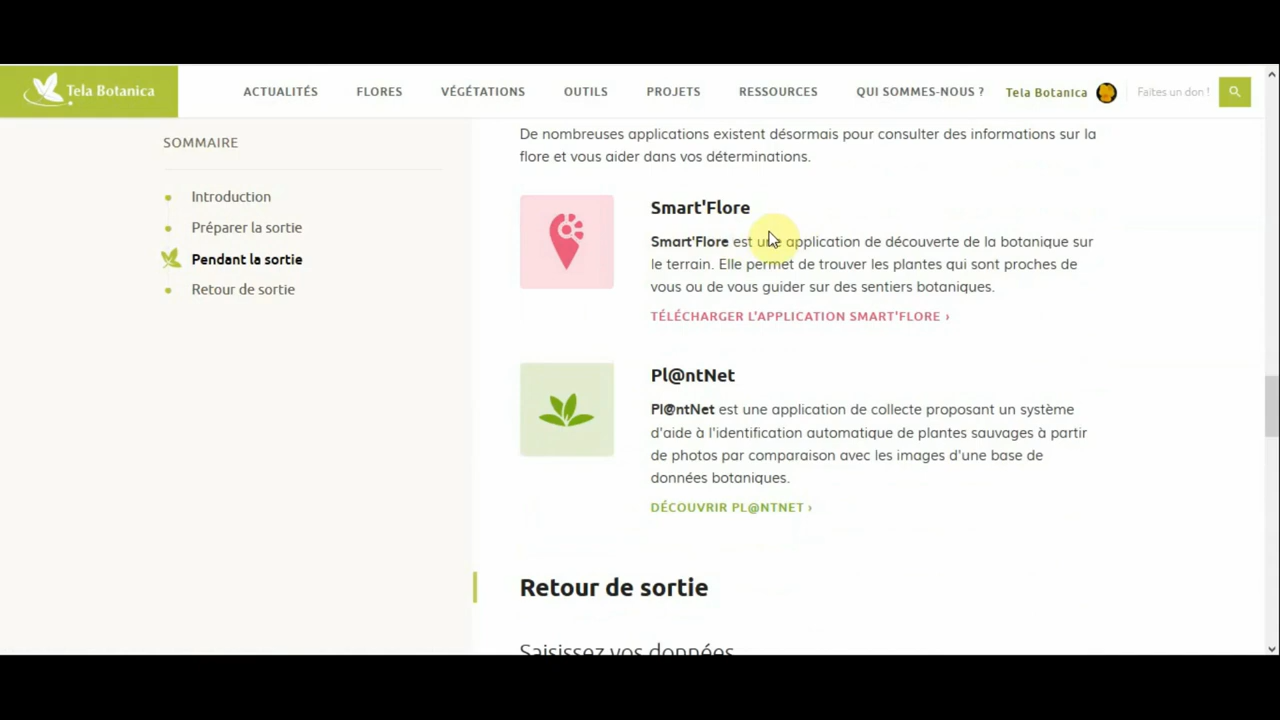 Tela Botanica
ACTUALITÉS FLORES VÉGÉTATIONS OUTILS PROJETS RESSOURCES QUI SOMMES-NOUS ? Tela Botanica Faites un don !
SOMMAIRE
Introduction
Préparer la sortie
Pendant la sortie
Retour de sortie
De nombreuses applications existent désormais pour consulter des informations sur la
flore et vous aider dans vos déterminations.
Smart'Flore
Smart'Flore est une application de découverte de la botanique sur
le terrain. Elle permet de trouver les plantes qui sont proches de
vous ou de vous guider sur des sentiers botaniques.
TÉLÉCHARGER L'APPLICATION SMART'FLORE ›
Pl@ntNet
Pl@ntNet est une application de collecte proposant un système
d'aide à l'identification automatique de plantes sauvages à partir
de photos par comparaison avec les images d'une base de
données botaniques.
DÉCOUVRIR PL@NTNET ›
Retour de sortie
Saisissez vos données